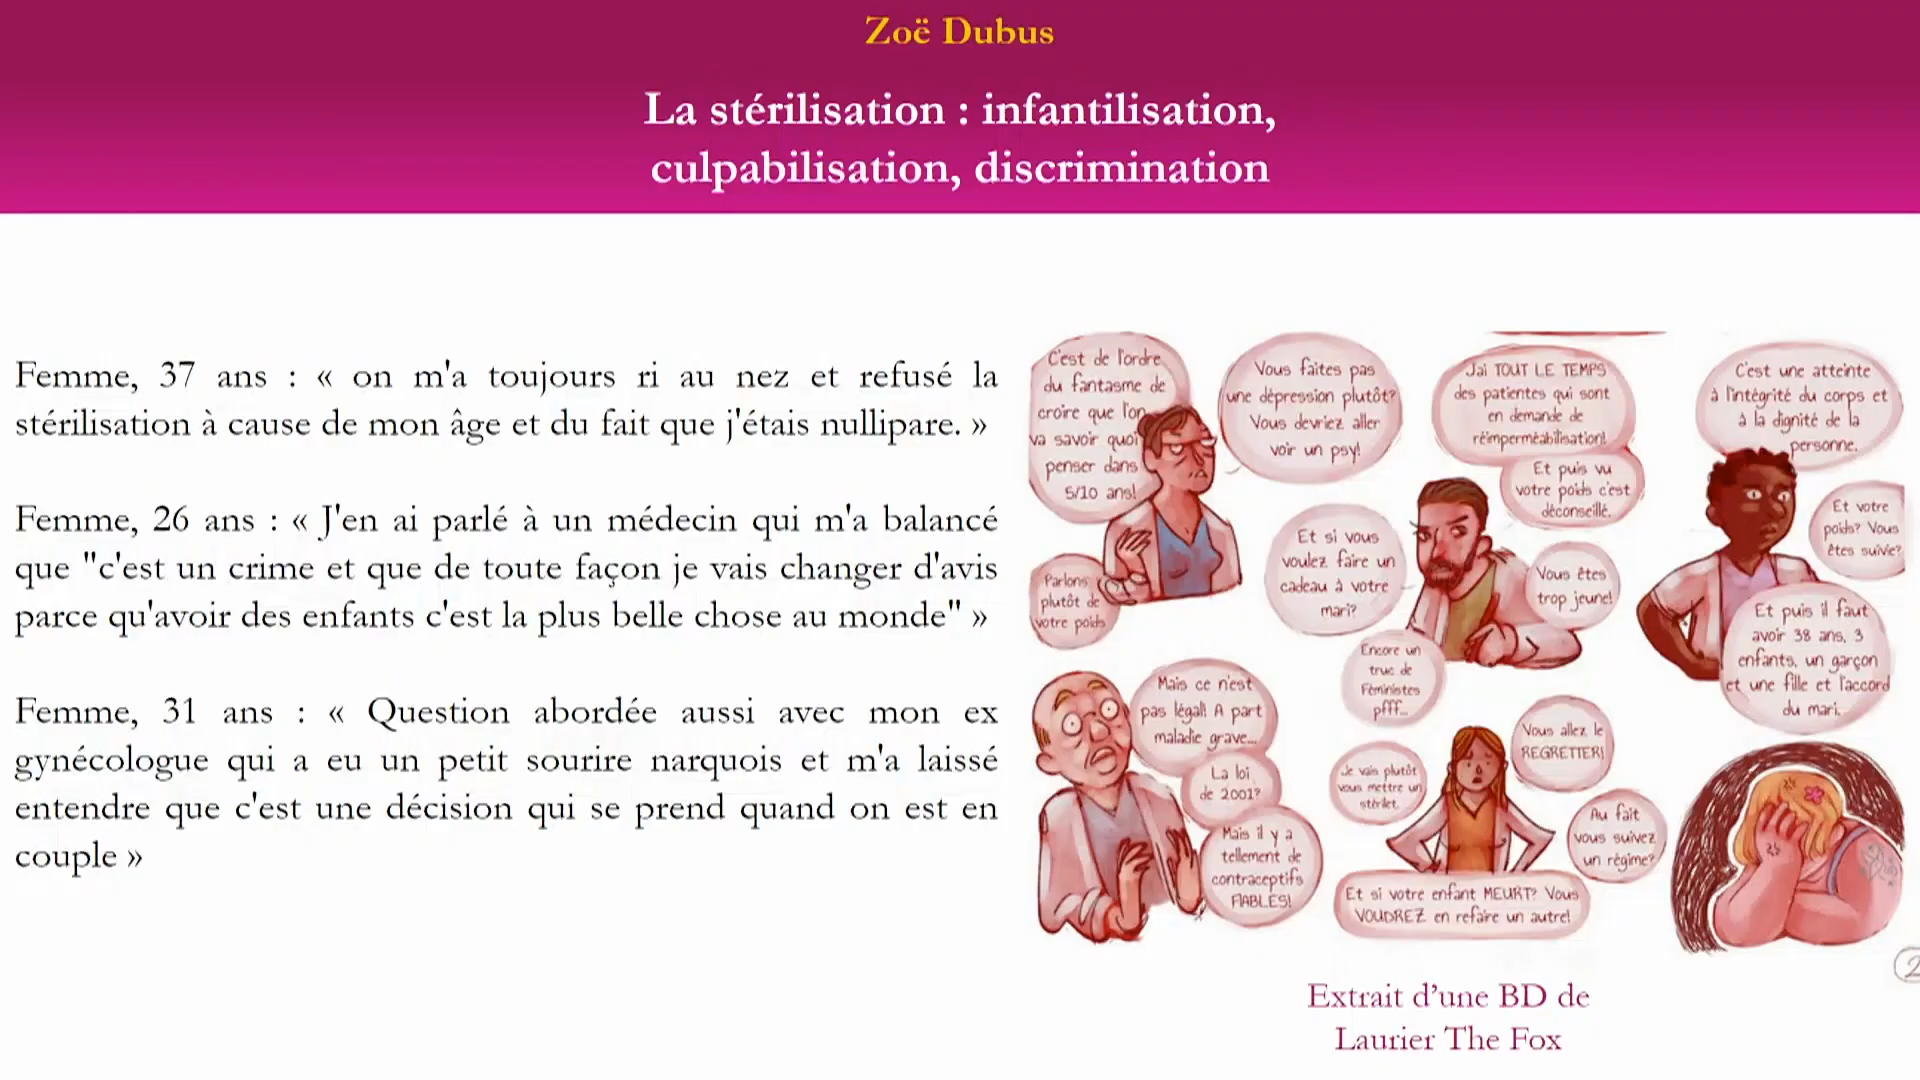 Zoë Dubus
La stérilisation : infantilisation,
culpabilisation, discrimination
Femme, 37 ans : « on m'a toujours ri au nez et refusé la
stérilisation à cause de mon âge et du fait que j'étais nullipare. »
Femme, 26 ans : « J'en ai parlé à un médecin qui m'a balancé
que "c'est un crime et que de toute façon je vais changer d'avis
parce qu'avoir des enfants c'est la plus belle chose au monde" »
Femme, 31 ans : « Question abordée aussi avec mon ex
gynécologue qui a eu un petit sourire narquois et m'a laissé
entendre que c'est une décision qui se prend quand on est en
couple »
C'est de l'ordre
du fantasme de
croire que l'on
va savoir quoi
penser dans
5/10 ans!
Parlons
plutôt de
votre poids
Vous faites pas
une dépression plutôt?
Vous devriez aller
voir un psy!
J'ai TOUT LE TEMPS
des patientes qui sont
en demande de
réimperméabilisation!
Et puis vu
votre poids c'est
déconseillé.
Et si vous
voulez faire un
cadeau à votre
mari?
Vous êtes
trop jeune!
Encore un
truc de
Féministes
pfff...
C'est une atteinte
à l'intégrité du corps et
à la dignité de la
personne.
Et votre
poids? Vous
êtes suivie?
Et puis il faut
avoir 38 ans, 3
enfants, un garçon
et une fille et l'accord
du mari.
Mais ce n'est
pas légal! A part
maladie grave...
La loi
de 2001?
Mais il y a
tellement de
contraceptifs
FIABLES!
Vous allez le
REGRETTER!
Je vais plutôt
vous mettre un
stérilet.
Au fait
vous suivez
un régime?
Et si votre enfant MEURT? Vous
VOUDREZ en refaire un autre!
2
Extrait d’une BD de
Laurier The Fox